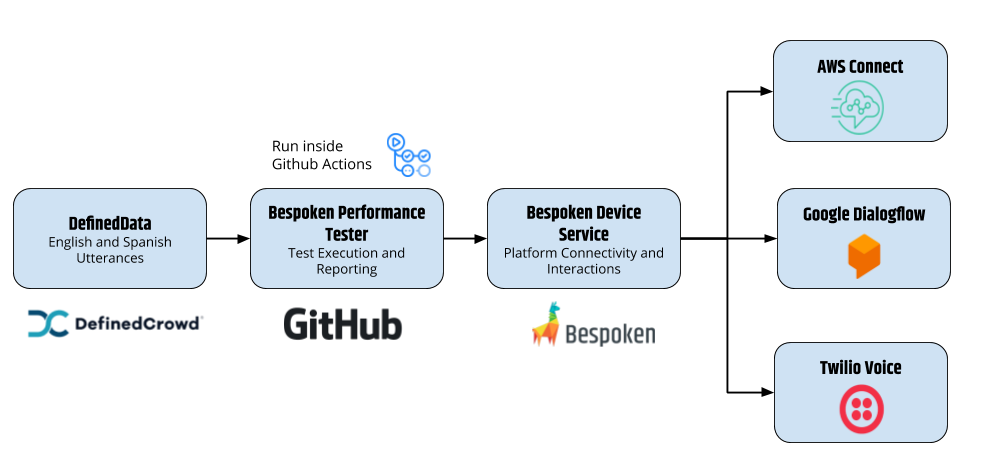 AWS Connect
Run inside
Github Actions
DefinedData
English and Spanish
Utterances
Bespoken Performance
Tester
Test Execution and
Reporting
Bespoken Device
Service
Platform Connectivity and
Interactions
Google Dialogflow
DefinedCrowd
GitHub
Bespoken
Twilio Voice